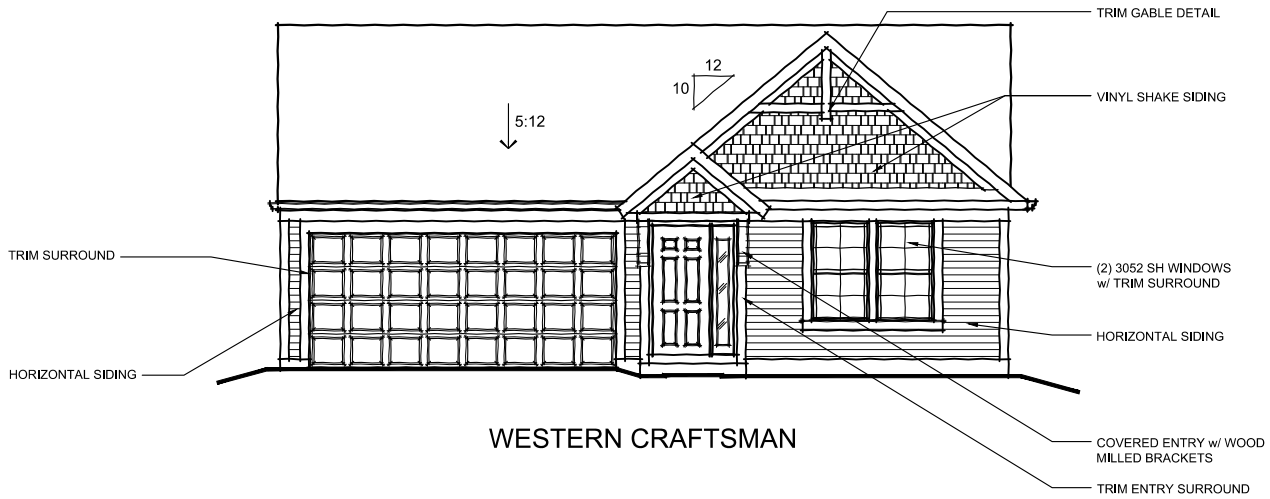 TRIM GABLE DETAIL
12
10
VINYL SHAKE SIDING
5:12
TRIM SURROUND
(2) 3052 SH WINDOWS
w/ TRIM SURROUND
HORIZONTAL SIDING
HORIZONTAL SIDING
WESTERN CRAFTSMAN
COVERED ENTRY w/ WOOD
MILLED BRACKETS
TRIM ENTRY SURROUND